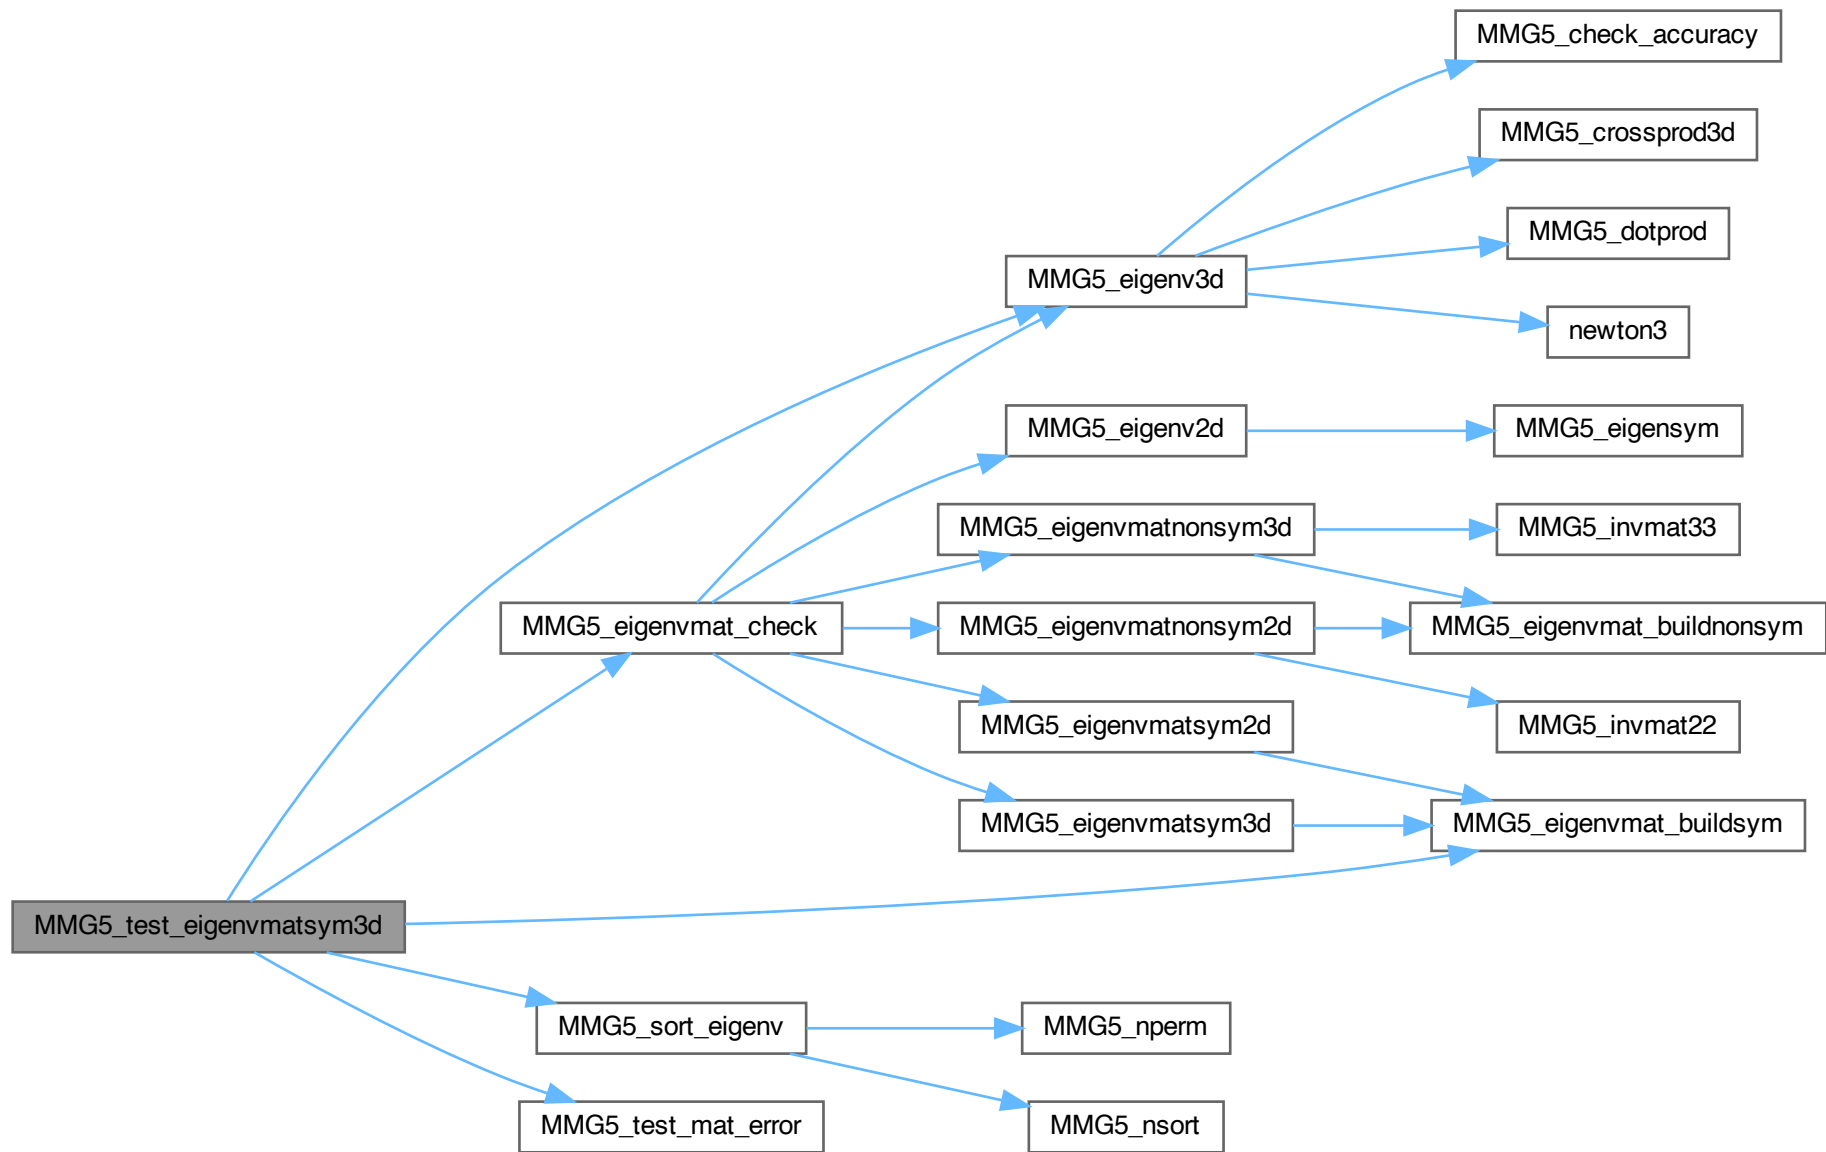 MMG5_check_accuracy
MMG5_crossprod3d
MMG5_dotprod
MMG5_eigenv3d
newton3
MMG5_eigenv2d
MMG5_eigensym
MMG5_eigenvmatnonsym3d
MMG5_invmat33
MMG5_eigenvmat_check
MMG5_eigenvmatnonsym2d
MMG5_eigenvmat_buildnonsym
MMG5_eigenvmatsym2d
MMG5_invmat22
MMG5_eigenvmatsym3d
MMG5_eigenvmat_buildsym
MMG5_test_eigenvmatsym3d
MMG5_sort_eigenv
MMG5_nperm
MMG5_test_mat_error
MMG5_nsort